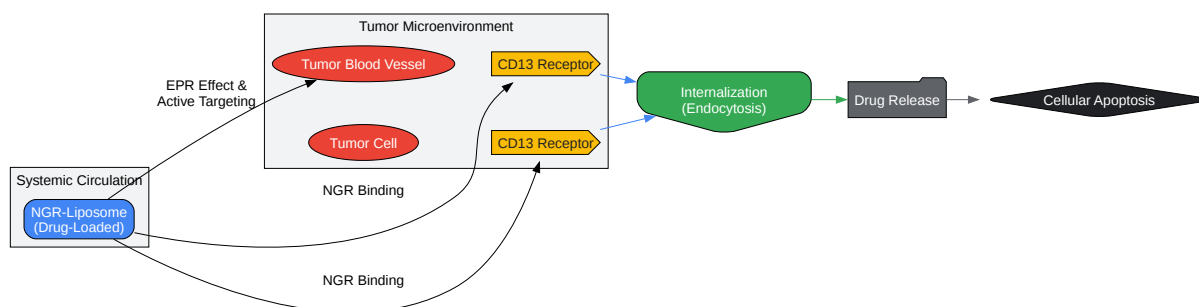 Tumor Microenvironment
Tumor Blood Vessel
CD13 Receptor
EPR Effect &
Active Targeting
Internalization
(Endocytosis)
Drug Release
Cellular Apoptosis
Tumor Cell
CD13 Receptor
Systemic Circulation
NGR-Liposome
(Drug-Loaded)
NGR Binding
NGR Binding